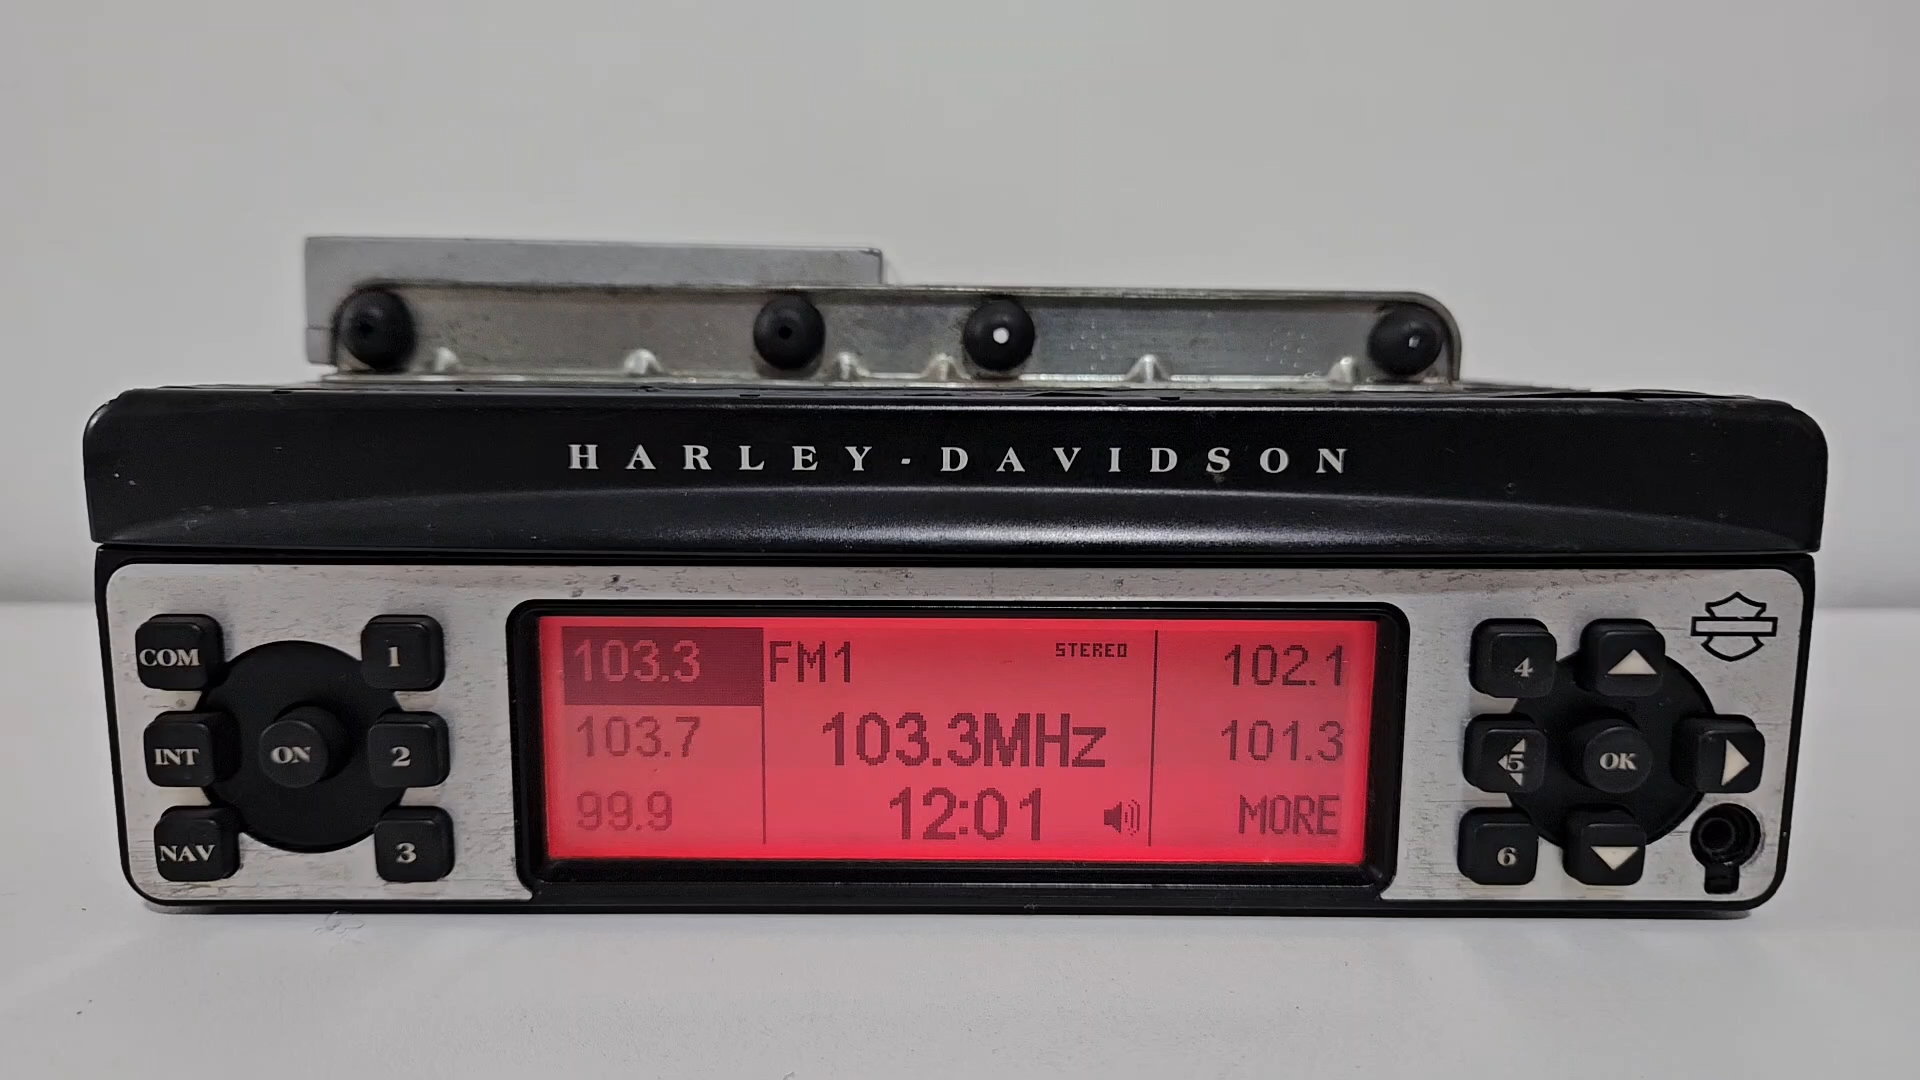 HARLEY-DAVIDSON
COM
INT
NAV
ON
1
2
3
103.3
103.7
99.9
FM1
STEREO
103.3MHz
12:01
102.1
101.3
MORE
4
5
6
OK